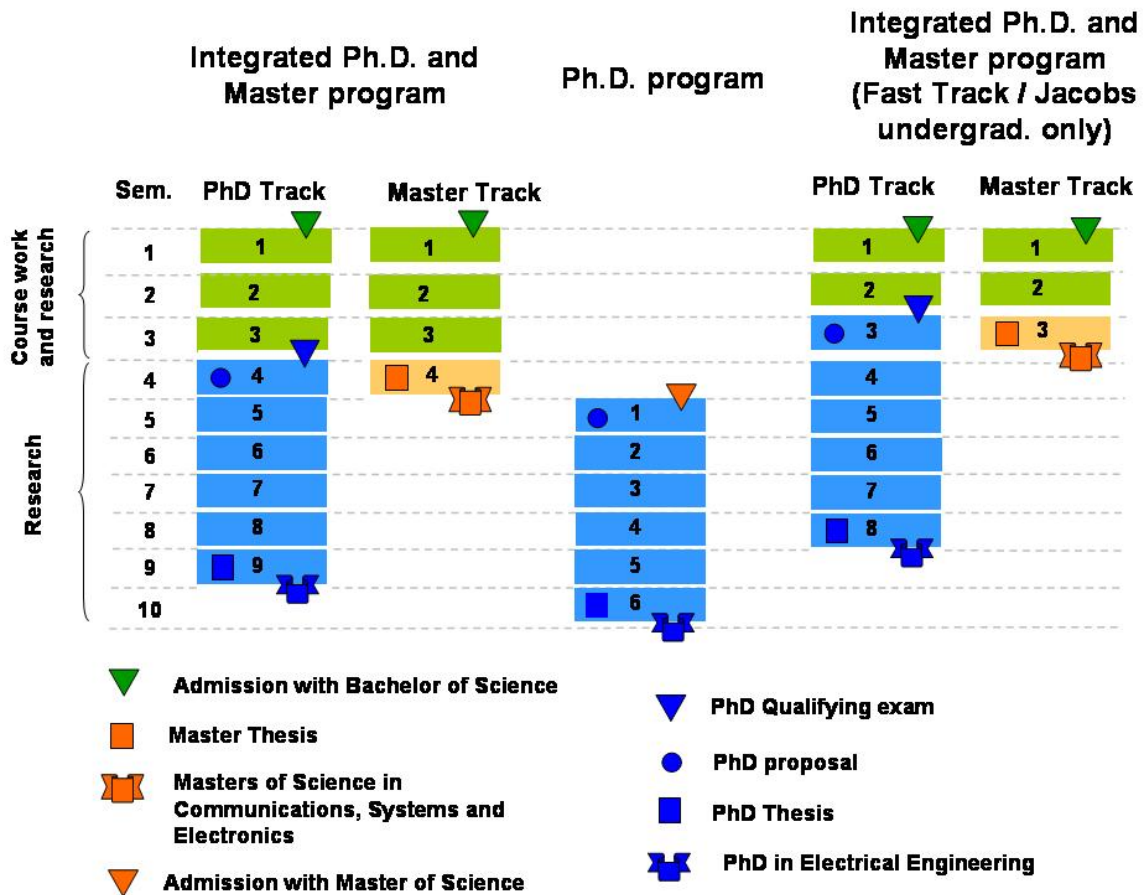 Integrated Ph.D. and
Master program
Ph.D. program
Integrated Ph.D. and
Master program
(Fast Track / Jacobs
undergrad. only)
Sem.
PhD Track
Master Track
PhD Track
Master Track
Course work
and research
Research
1 1 1 1 1
2 2 2 2 2
3 3 3 3 3
4 4 4 4
5 5 1 5
6 6 2 6
7 7 3 7
8 8 4 8
9 9 5
10 6
Admission with Bachelor of Science
Master Thesis
Masters of Science in
Communications, Systems and
Electronics
Admission with Master of Science
PhD Qualifying exam
PhD proposal
PhD Thesis
PhD in Electrical Engineering